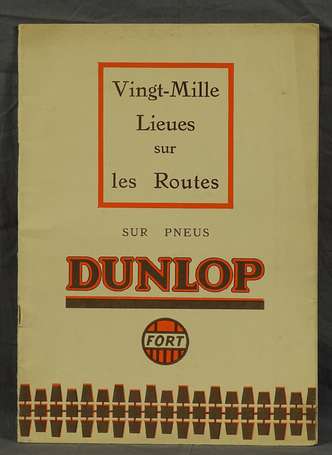 Vingt-Mille
Lieues
sur
les Routes
SUR PNEUS
DUNLOP
FORT